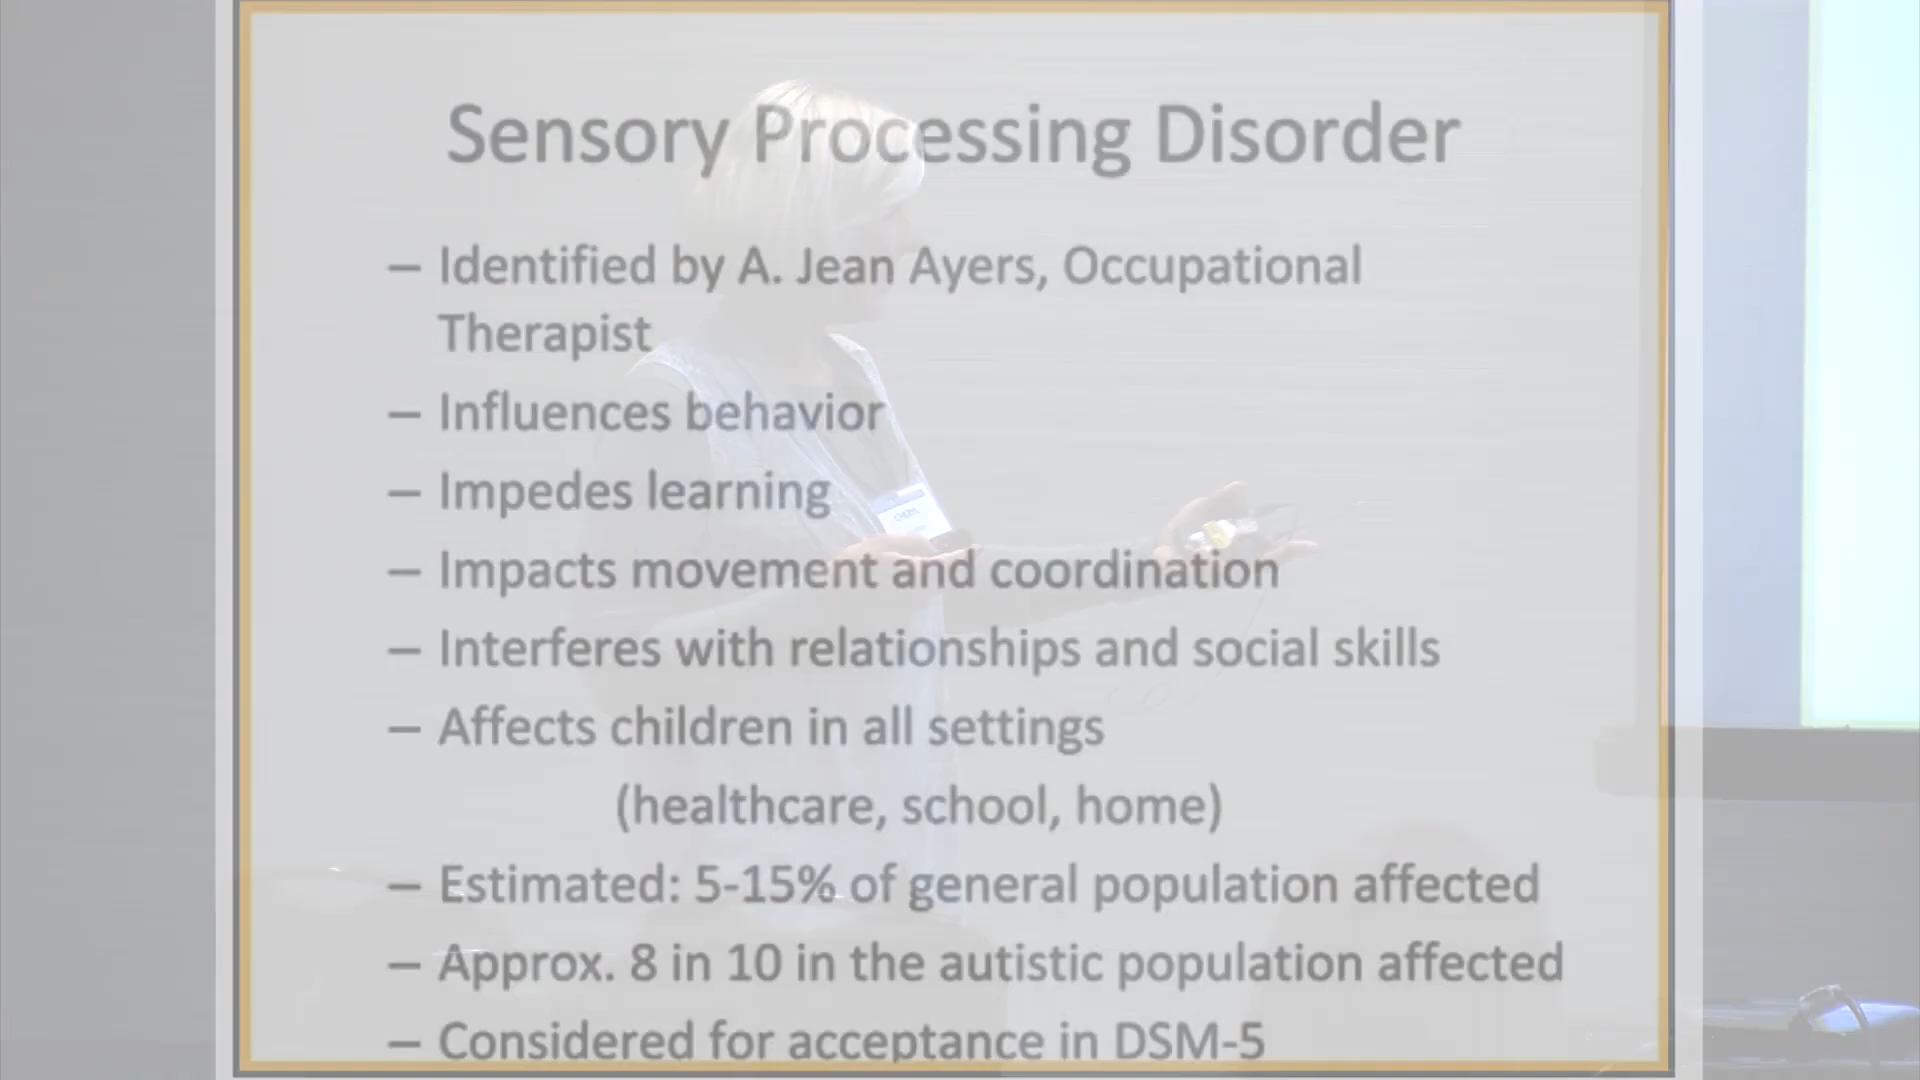 Sensory Processing Disorder
– Identified by A. Jean Ayers, Occupational
Therapist
– Influences behavior
– Impedes learning
– Impacts movement and coordination
– Interferes with relationships and social skills
– Affects children in all settings
(healthcare, school, home)
– Estimated: 5-15% of general population affected
– Approx. 8 in 10 in the autistic population affected
– Considered for acceptance in DSM-5